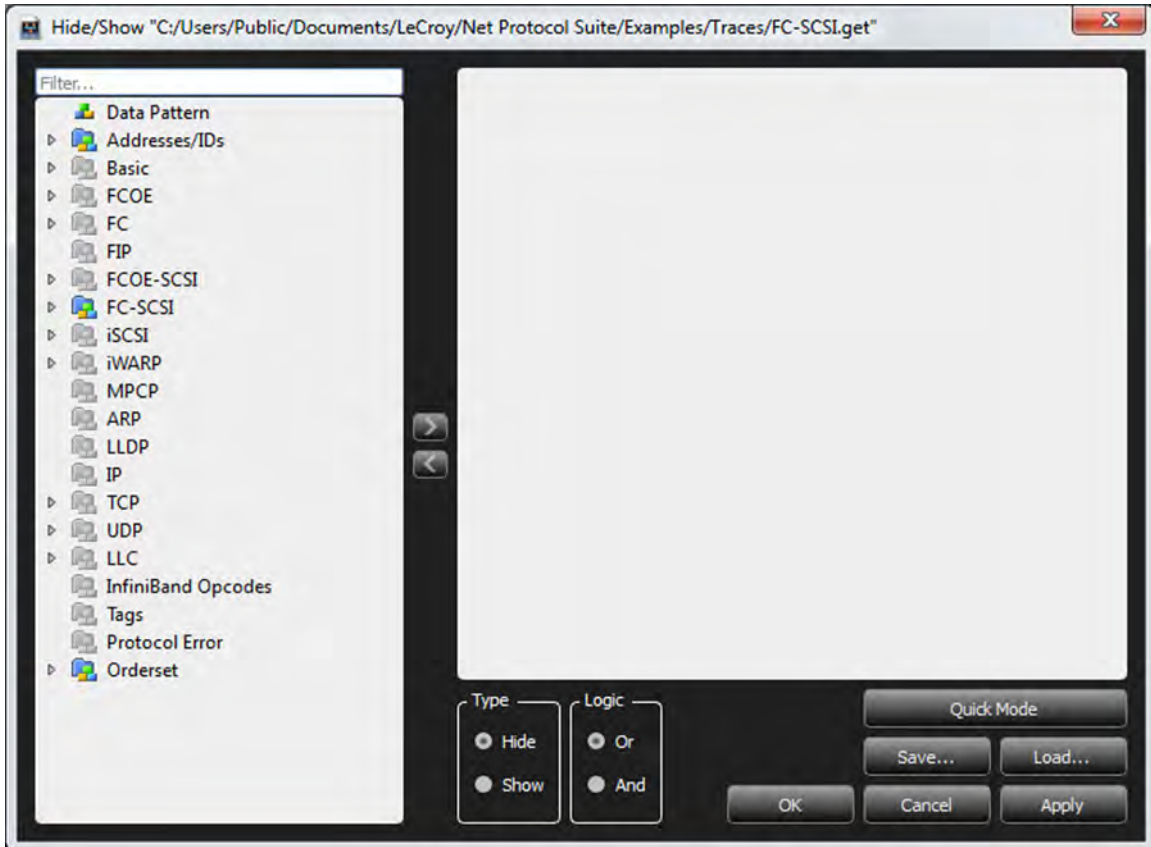 Hide/Show "C:/Users/Public/Documents/LeCroy/Net Protocol Suite/Examples/Traces/FC-SCSI.get"
Filter...
Data Pattern
Addresses/IDs
Basic
FCOE
FC
FIP
FCOE-SCSI
FC-SCSI
iSCSI
iWARP
MPCP
ARP
LLDP
IP
TCP
UDP
LLC
InfiniBand Opcodes
Tags
Protocol Error
Orderset
Type
Hide
Show
Logic
Or
And
Quick Mode
Save...
Load...
OK
Cancel
Apply